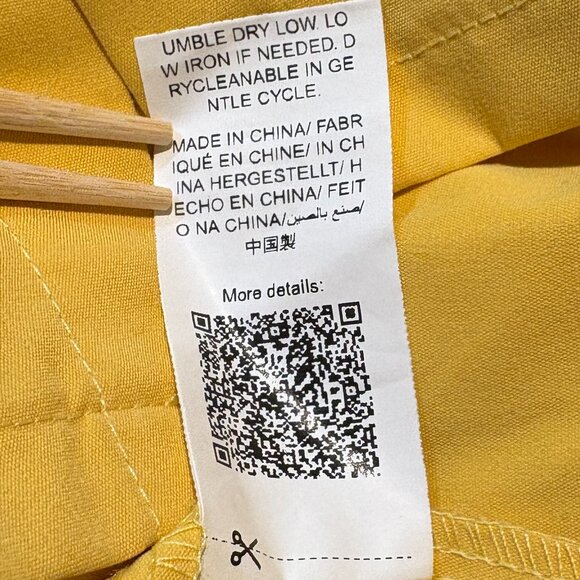 UMBLE DRY LOW. LO
W IRON IF NEEDED. D
RYCLEANABLE IN GE
NTLE CYCLE.
MADE IN CHINA/ FABR
IQUÉ EN CHINE/ IN CH
INA HERGESTELLT/ H
ECHO EN CHINA/ FEIT
O NA CHINA/صنع بالصين/
中国製
More details: